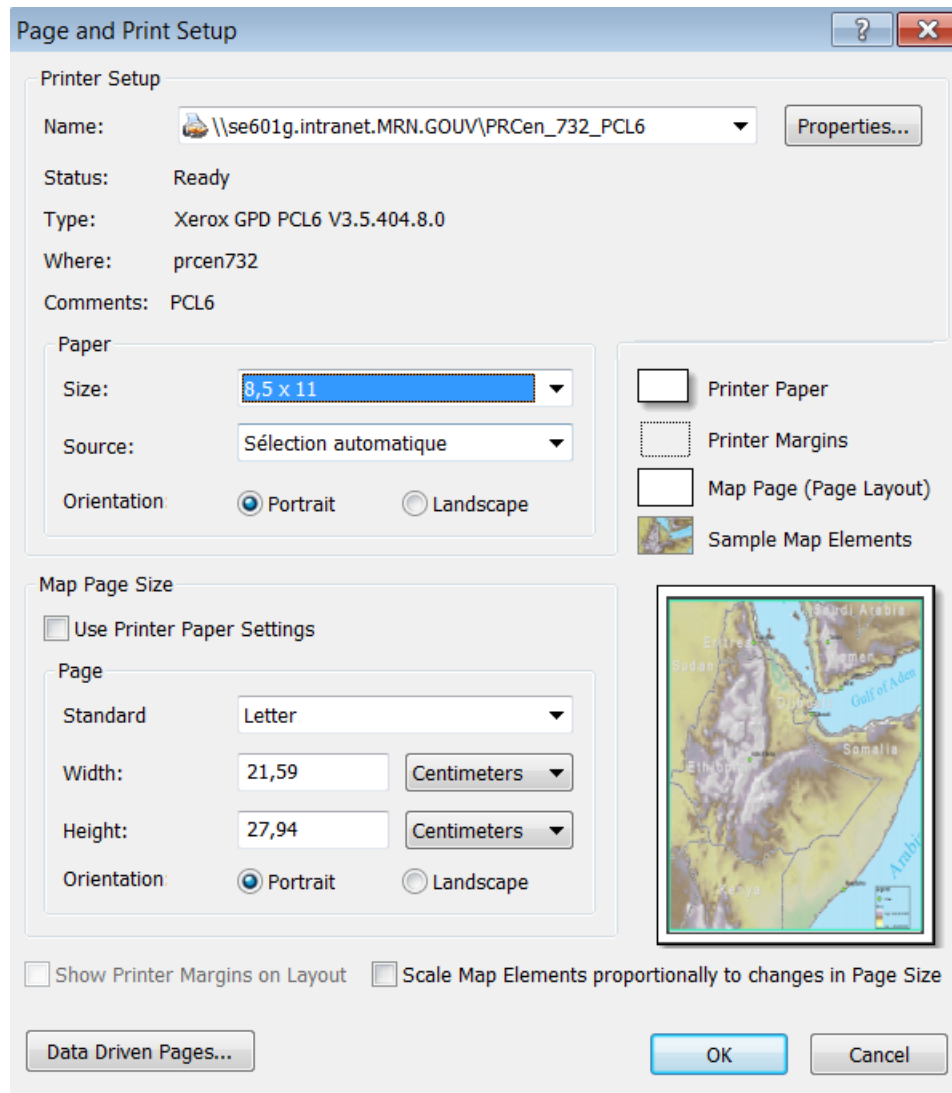 Page and Print Setup
Printer Setup
Name: \\se601g.intranet.MRN.GOUV\PRCen_732_PCL6 Properties...
Status: Ready
Type: Xerox GPD PCL6 V3.5.404.8.0
Where: prcen732
Comments: PCL6
Paper
Size: 8,5 x 11
Source: Sélection automatique
Orientation: Portrait Landscape
Printer Paper
Printer Margins
Map Page (Page Layout)
Sample Map Elements
Map Page Size
Use Printer Paper Settings
Page
Standard Letter
Width: 21,59 Centimeters
Height: 27,94 Centimeters
Orientation: Portrait Landscape
Saudi Arabia
Eritrea
Sudan
Yemen
Gulf of Aden
Djibouti
Somalia
Ethiopia
Kenya
Show Printer Margins on Layout Scale Map Elements proportionally to changes in Page Size
Data Driven Pages... OK Cancel